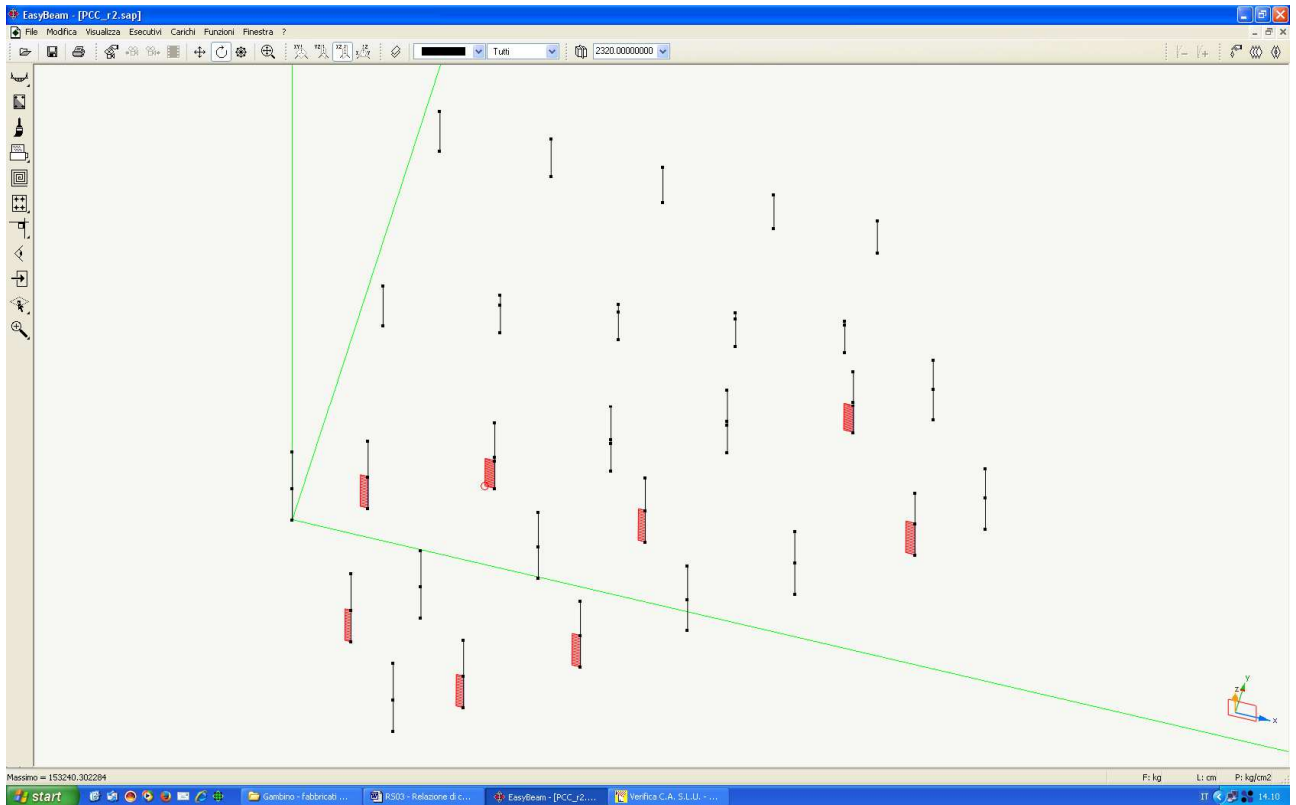 EasyBeam - [PCC_r2.sap]
File Modifica Visualizza Esecutivi Carichi Funzioni Finestra ?
Tutti 2320.00000000
Y
Z
X
Massimo = 153240.302284 F: kg L: cm P: kg/cm2
start Gambino - fabbricati ... RS03 - Relazione di c... EasyBeam - [PCC_r2.... Verifica C.A. S.L.U. - ... IT 14.10